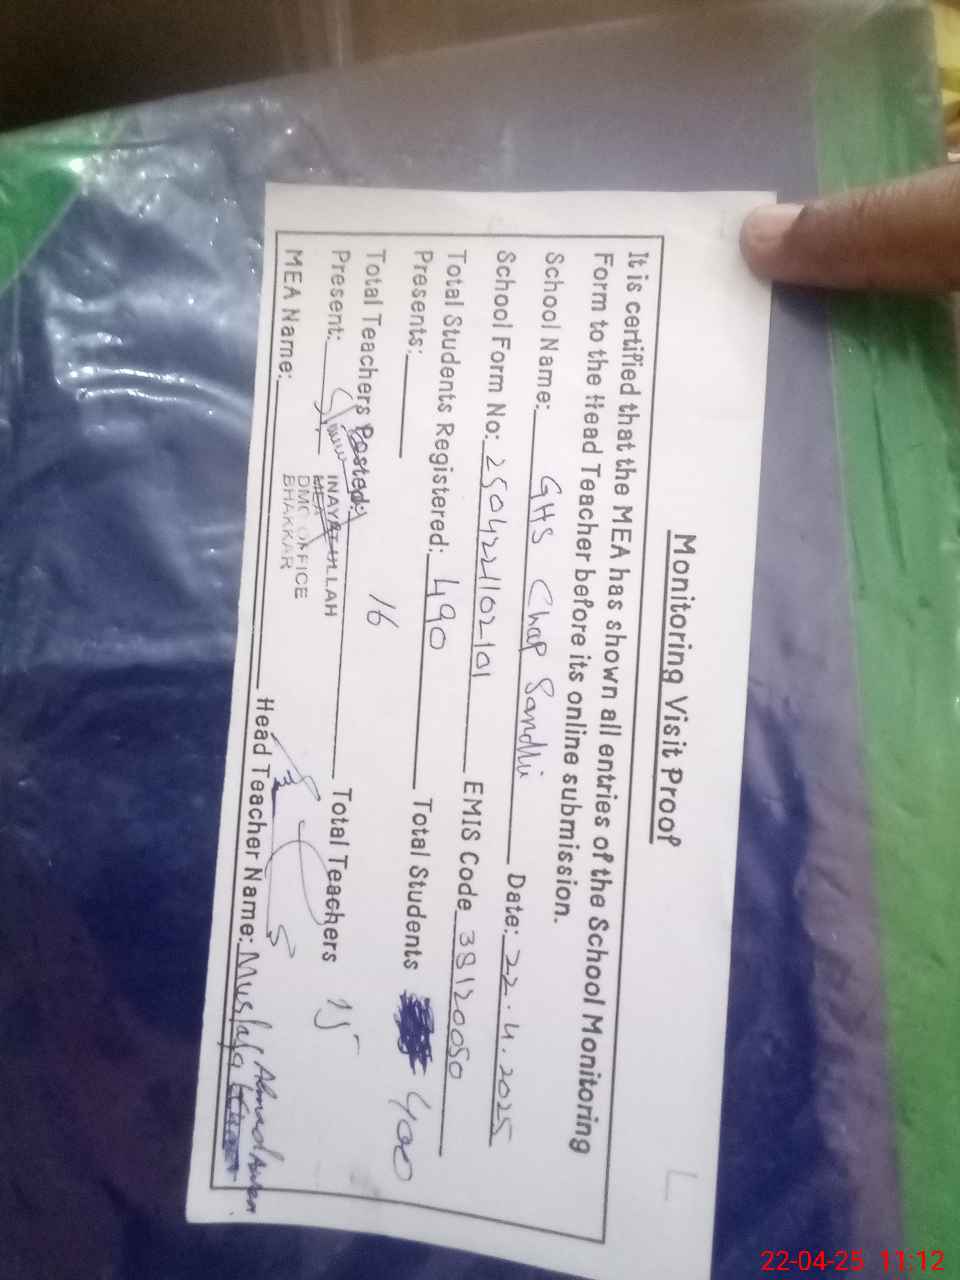 Monitoring Visit Proof
It is certified that the MEA has shown all entries of the School Monitoring
Form to the Head Teacher before its online submission.
School Name: GHS Chap Sandhi Date: 22.4.2025
School Form No: 2504221102101 EMIS Code 38120050
Total Students Registered: 490 Total Students
Presents: 400
Total Teachers Posted: 16 Total Teachers
Present: 15
INAYATULLAH
MEA
DMC OFFICE
BHAKKAR
MEA Name: Head Teacher Name: Mustafa
22-04-25 11:12